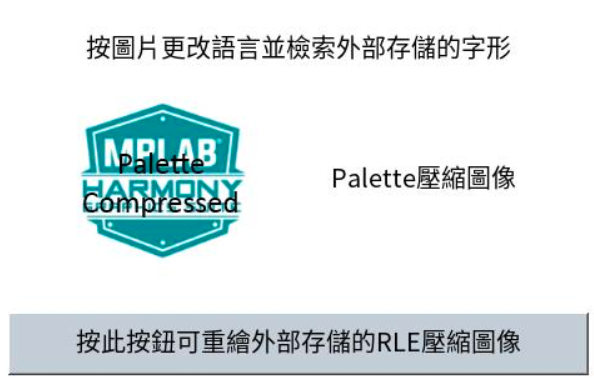 按圖片更改語言並檢索外部存儲的字形
MPLAB
Palette
HARMONY
Compressed
Palette壓縮圖像
按此按鈕可重繪外部存儲的RLE壓縮圖像